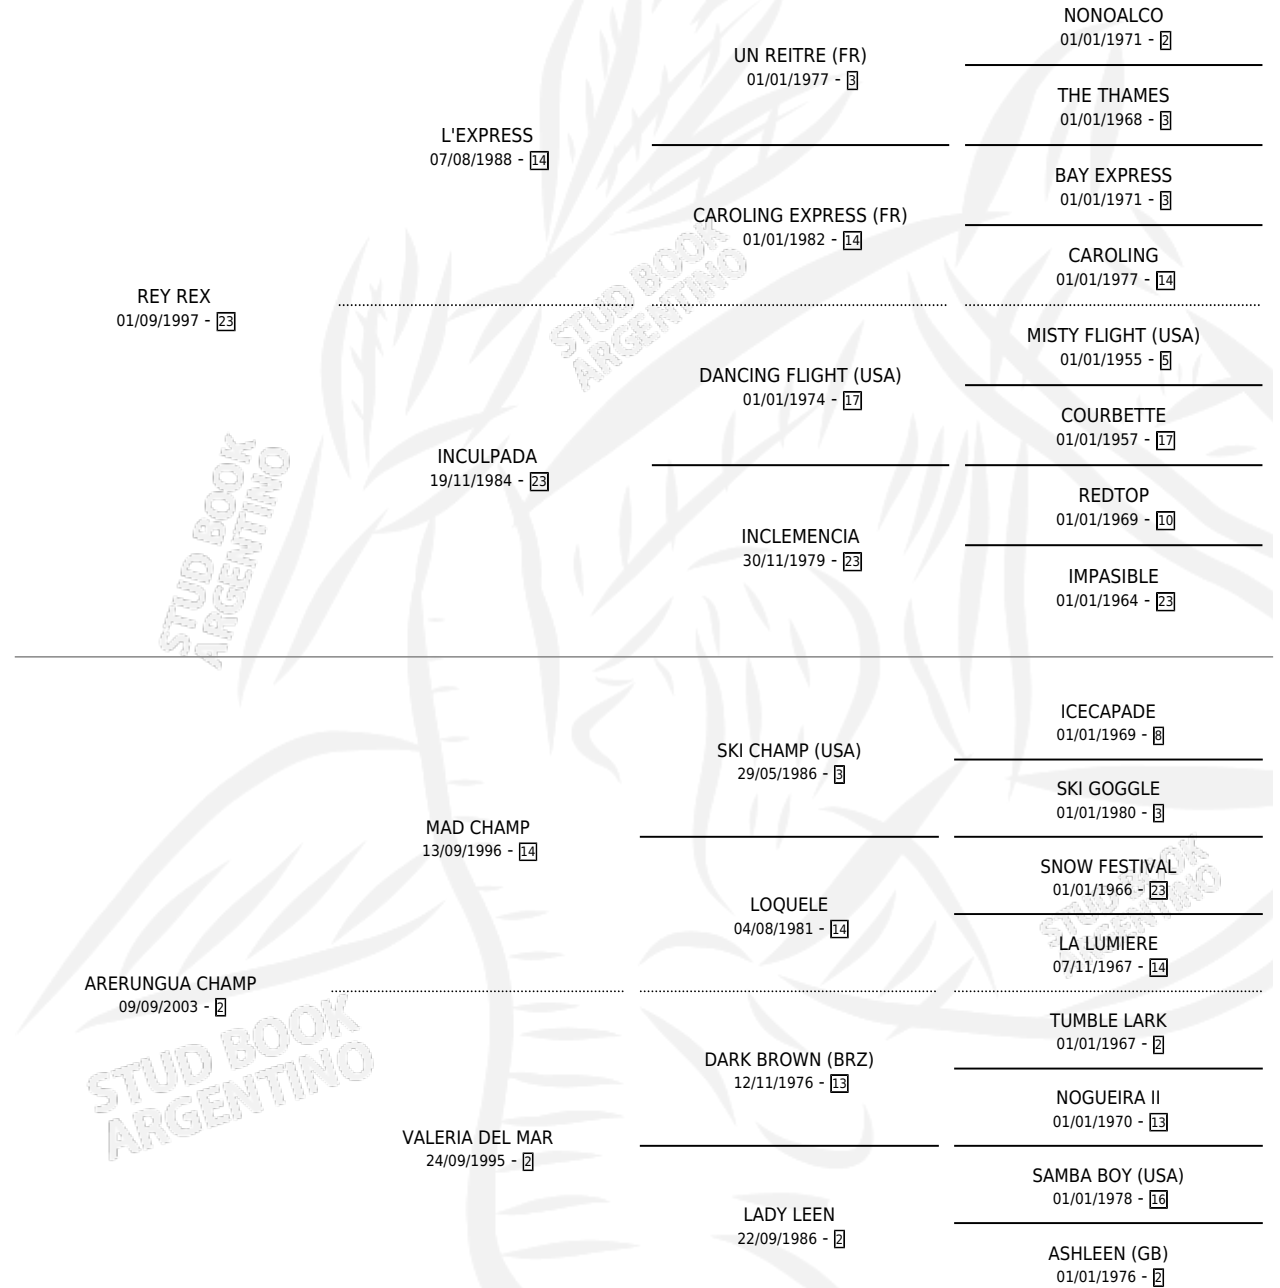 NONOALCO
01/01/1971 - 2
UN REITRE (FR)
01/01/1977 - 3
THE THAMES
01/01/1968 - 3
L'EXPRESS
07/08/1988 - 14
BAY EXPRESS
01/01/1971 - 3
CAROLING EXPRESS (FR)
01/01/1982 - 14
CAROLING
01/01/1977 - 14
REY REX
01/09/1997 - 23
MISTY FLIGHT (USA)
01/01/1955 - 5
DANCING FLIGHT (USA)
01/01/1974 - 17
COURBETTE
01/01/1957 - 17
INCULPADA
19/11/1984 - 23
REDTOP
01/01/1969 - 10
INCLEMENCIA
30/11/1979 - 23
IMPASIBLE
01/01/1964 - 23
STUD BOOK
ARGENTINO
STUD BOOK
ARGENTINO
ICECAPADE
01/01/1969 - 8
SKI CHAMP (USA)
29/05/1986 - 3
SKI GOGGLE
01/01/1980 - 3
MAD CHAMP
13/09/1996 - 14
SNOW FESTIVAL
01/01/1966 - 23
LOQUELE
04/08/1981 - 14
LA LUMIERE
07/11/1967 - 14
STUD BOOK
ARGENTINO
ARERUNGUA CHAMP
09/09/2003 - 2
TUMBLE LARK
01/01/1967 - 2
DARK BROWN (BRZ)
12/11/1976 - 13
NOGUEIRA II
01/01/1970 - 13
STUD BOOK
ARGENTINO
VALERIA DEL MAR
24/09/1995 - 2
SAMBA BOY (USA)
01/01/1978 - 16
LADY LEEN
22/09/1986 - 2
ASHLEEN (GB)
01/01/1976 - 2